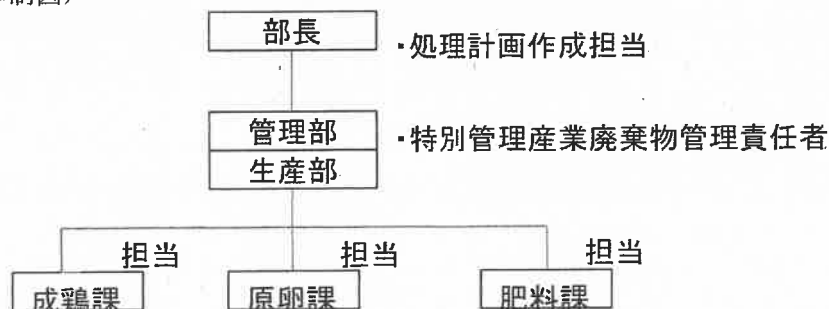 部長
・処理計画作成担当
管理部
・特別管理産業廃棄物管理責任者
生産部
担当 担当 担当
成鶏課 原卵課 肥料課